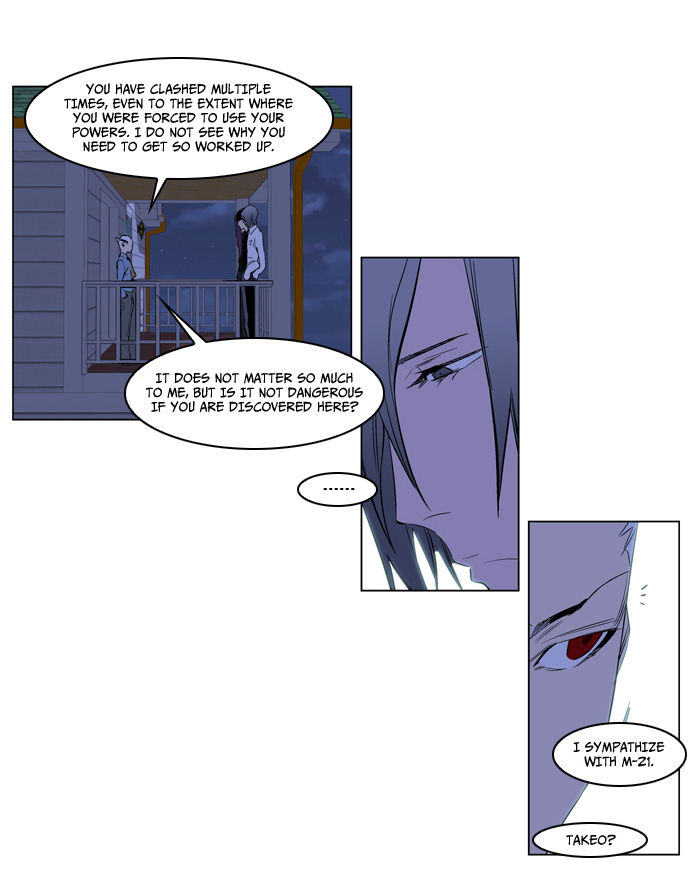 YOU HAVE CLASHED MULTIPLE
TIMES, EVEN TO THE EXTENT WHERE
YOU WERE FORCED TO USE YOUR
POWERS. I DO NOT SEE WHY YOU
NEED TO GET SO WORKED UP.
IT DOES NOT MATTER SO MUCH
TO ME, BUT IS IT NOT DANGEROUS
IF YOU ARE DISCOVERED HERE?
------
I SYMPATHIZE
WITH M-21.
TAKEO?